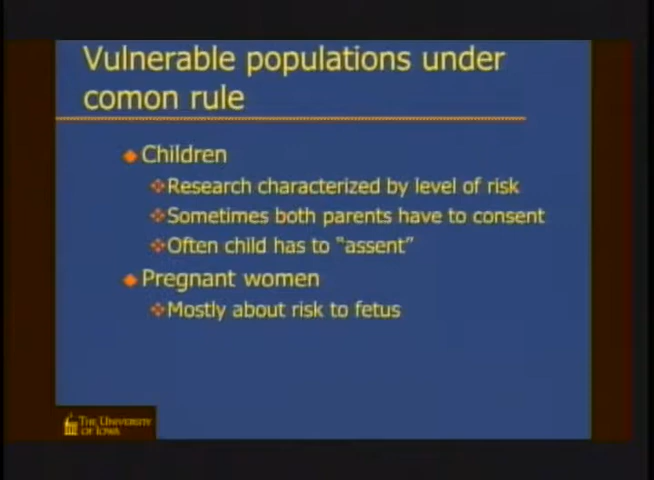 Vulnerable populations under
comon rule
Children
Research characterized by level of risk
Sometimes both parents have to consent
Often child has to "assent"
Pregnant women
Mostly about risk to fetus
THE UNIVERSITY
OF IOWA